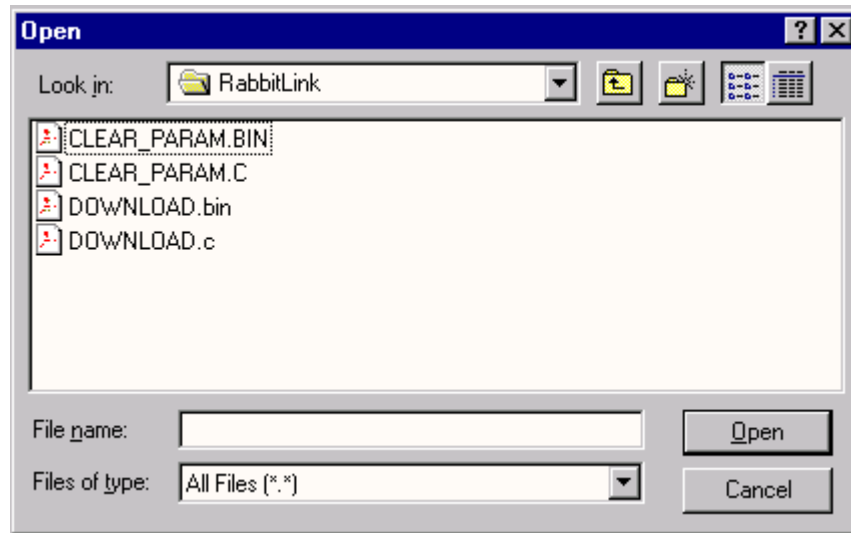 Open
Look in: RabbitLink
CLEAR_PARAM.BIN
CLEAR_PARAM.C
DOWNLOAD.bin
DOWNLOAD.c
File name: Open
Files of type: All Files (*.*) Cancel